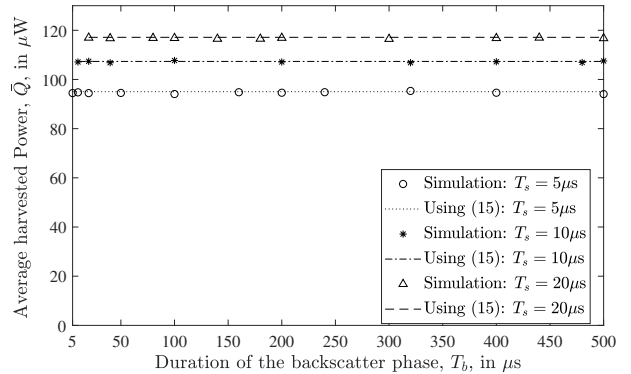 Average harvested Power, Q̄, in μW
120
100
80
60
40
20
0
Simulation: T_s = 5μs
Using (15): T_s = 5μs
Simulation: T_s = 10μs
Using (15): T_s = 10μs
Simulation: T_s = 20μs
Using (15): T_s = 20μs
5 50 100 150 200 250 300 350 400 450 500
Duration of the backscatter phase, T_b, in μs